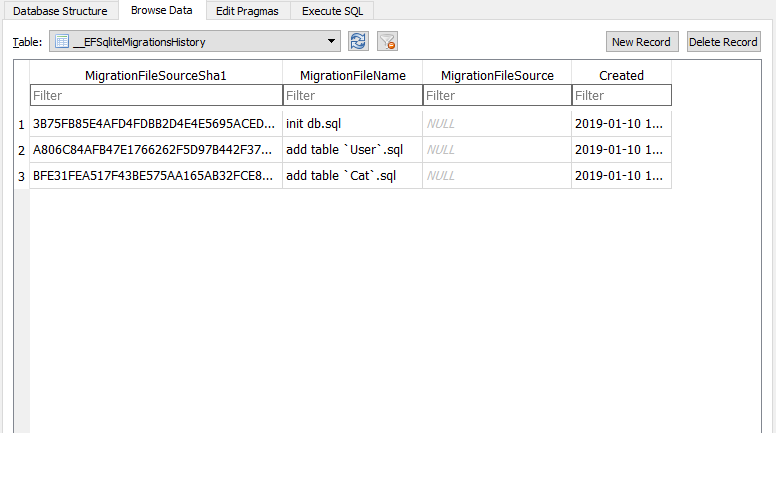 Database Structure Browse Data Edit Pragmas Execute SQL
Table: __EFSqliteMigrationsHistory New Record Delete Record
MigrationFileSourceSha1 MigrationFileName MigrationFileSource Created
Filter Filter Filter Filter
1 3B75FB85E4AFD4FDBB2D4E4E5695ACED... init db.sql NULL 2019-01-10 1...
2 A806C84AFB47E1766262F5D97B442F37... add table `User`.sql NULL 2019-01-10 1...
3 BFE31FEA517F43BE575AA165AB32FCE8... add table `Cat`.sql NULL 2019-01-10 1...